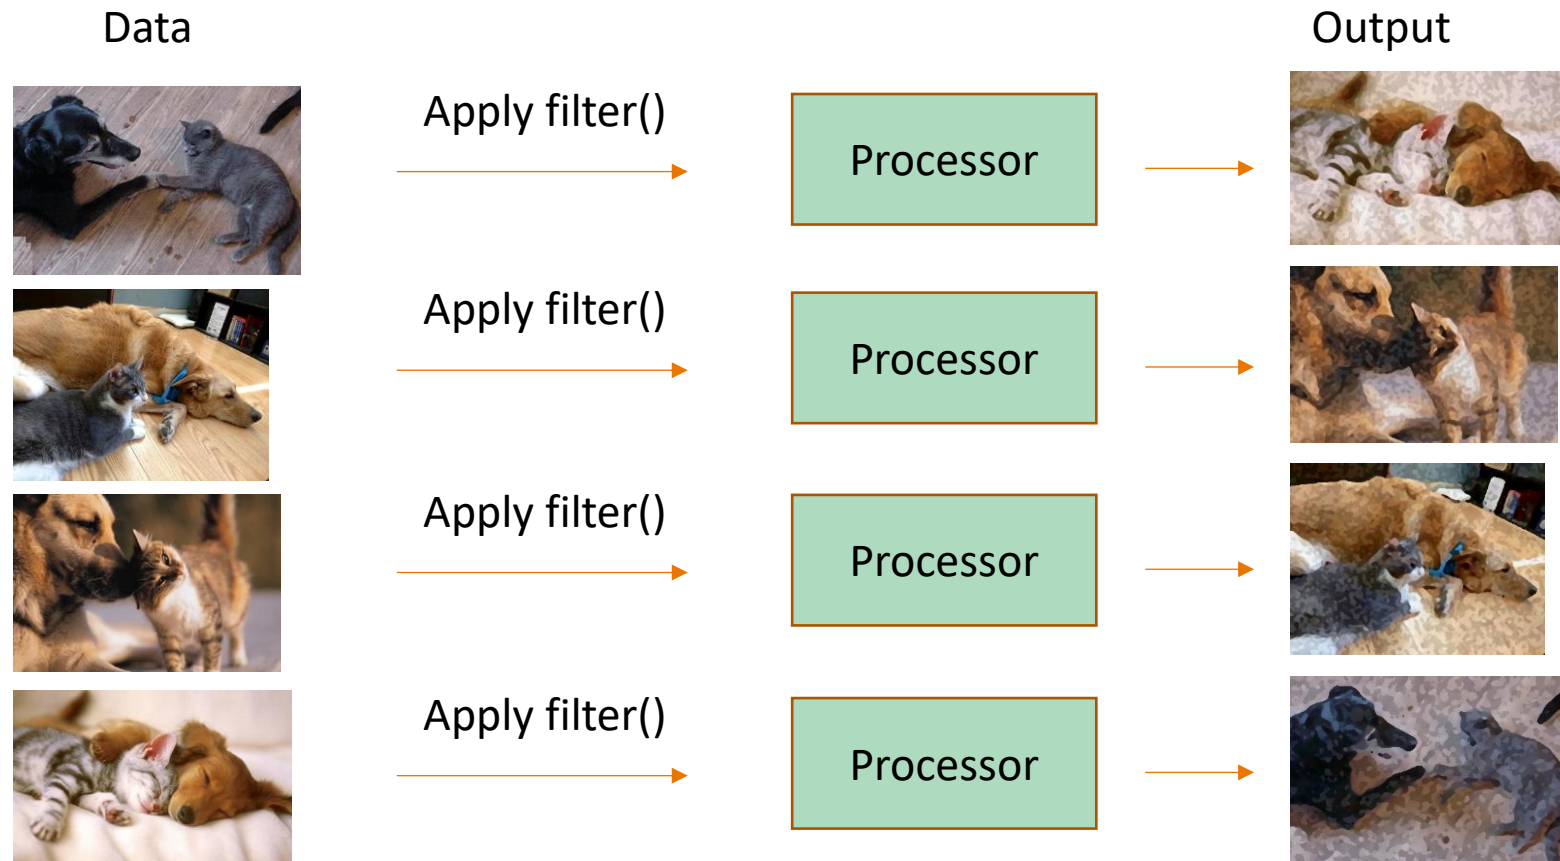 Data
Output
Apply filter()
Processor
Apply filter()
Processor
Apply filter()
Processor
Apply filter()
Processor